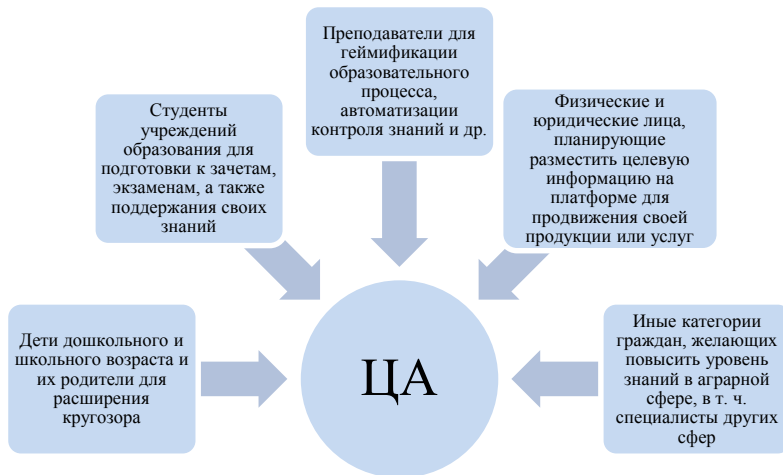 Преподаватели для
геймификации
образовательного
процесса,
автоматизации
контроля знаний и др.
Студенты
учреждений
образования для
подготовки к зачетам,
экзаменам, а также
поддержания своих
знаний
Физические и
юридические лица,
планирующие
разместить целевую
информацию на
платформе для
продвижения своей
продукции или услуг
Дети дошкольного и
школьного возраста и
их родители для
расширения
кругозора
ЦА
Иные категории
граждан, желающих
повысить уровень
знаний в аграрной
сфере, в т. ч.
специалисты других
сфер